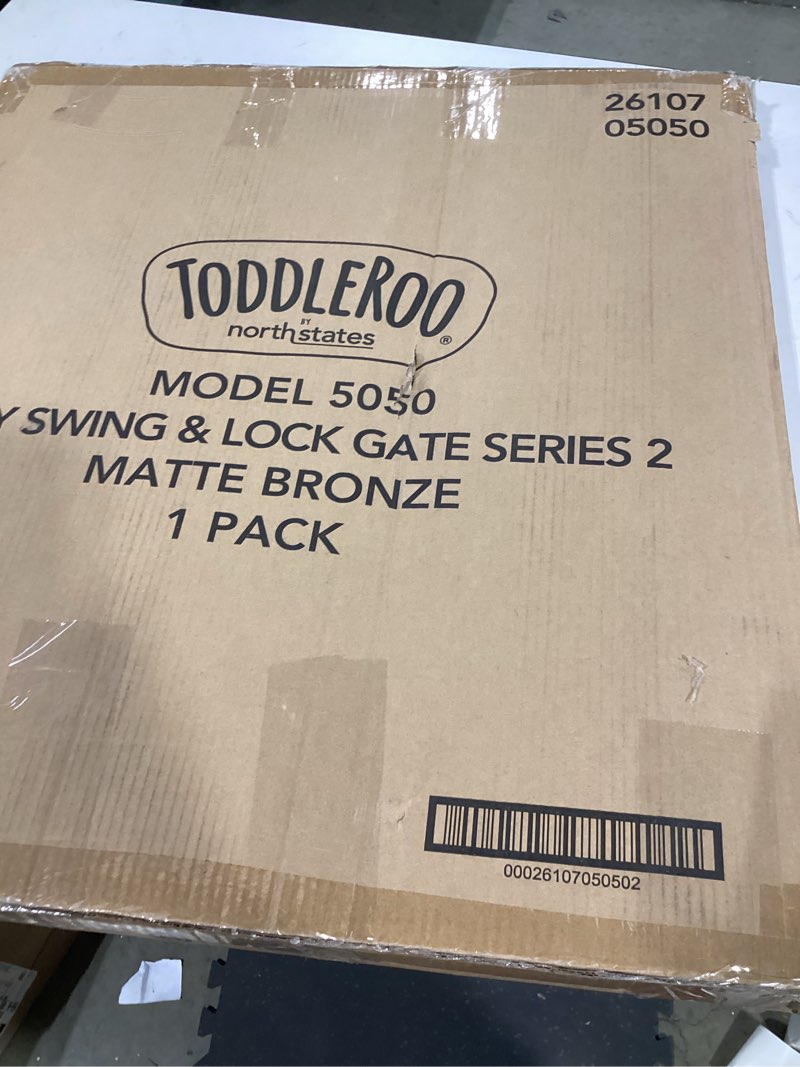 26107
05050
TODDLEROO
BY
northstates
®
MODEL 5050
Y SWING & LOCK GATE SERIES 2
MATTE BRONZE
1 PACK
00026107050502